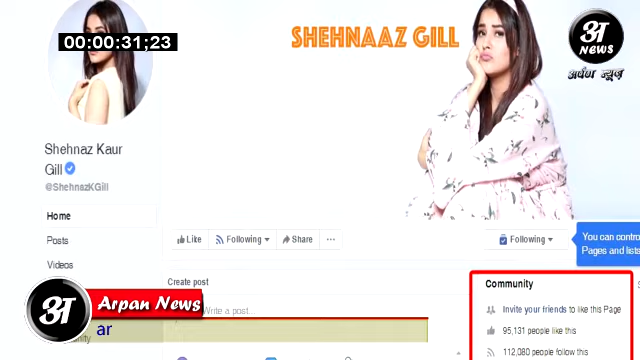 00:00:31;23
SHEHNAAZ GILL
अ
NEWS
अर्पण न्यूज़
Shehnaz Kaur
Gill
@ShehnazKGill
Home
Posts
Videos
Like
Following
Share
Following
You can contro
Pages and lists
Create post
Write a post...
Community
Invite your friends to like this Page
95,131 people like this
112,080 people follow this
अ
Arpan News
ar